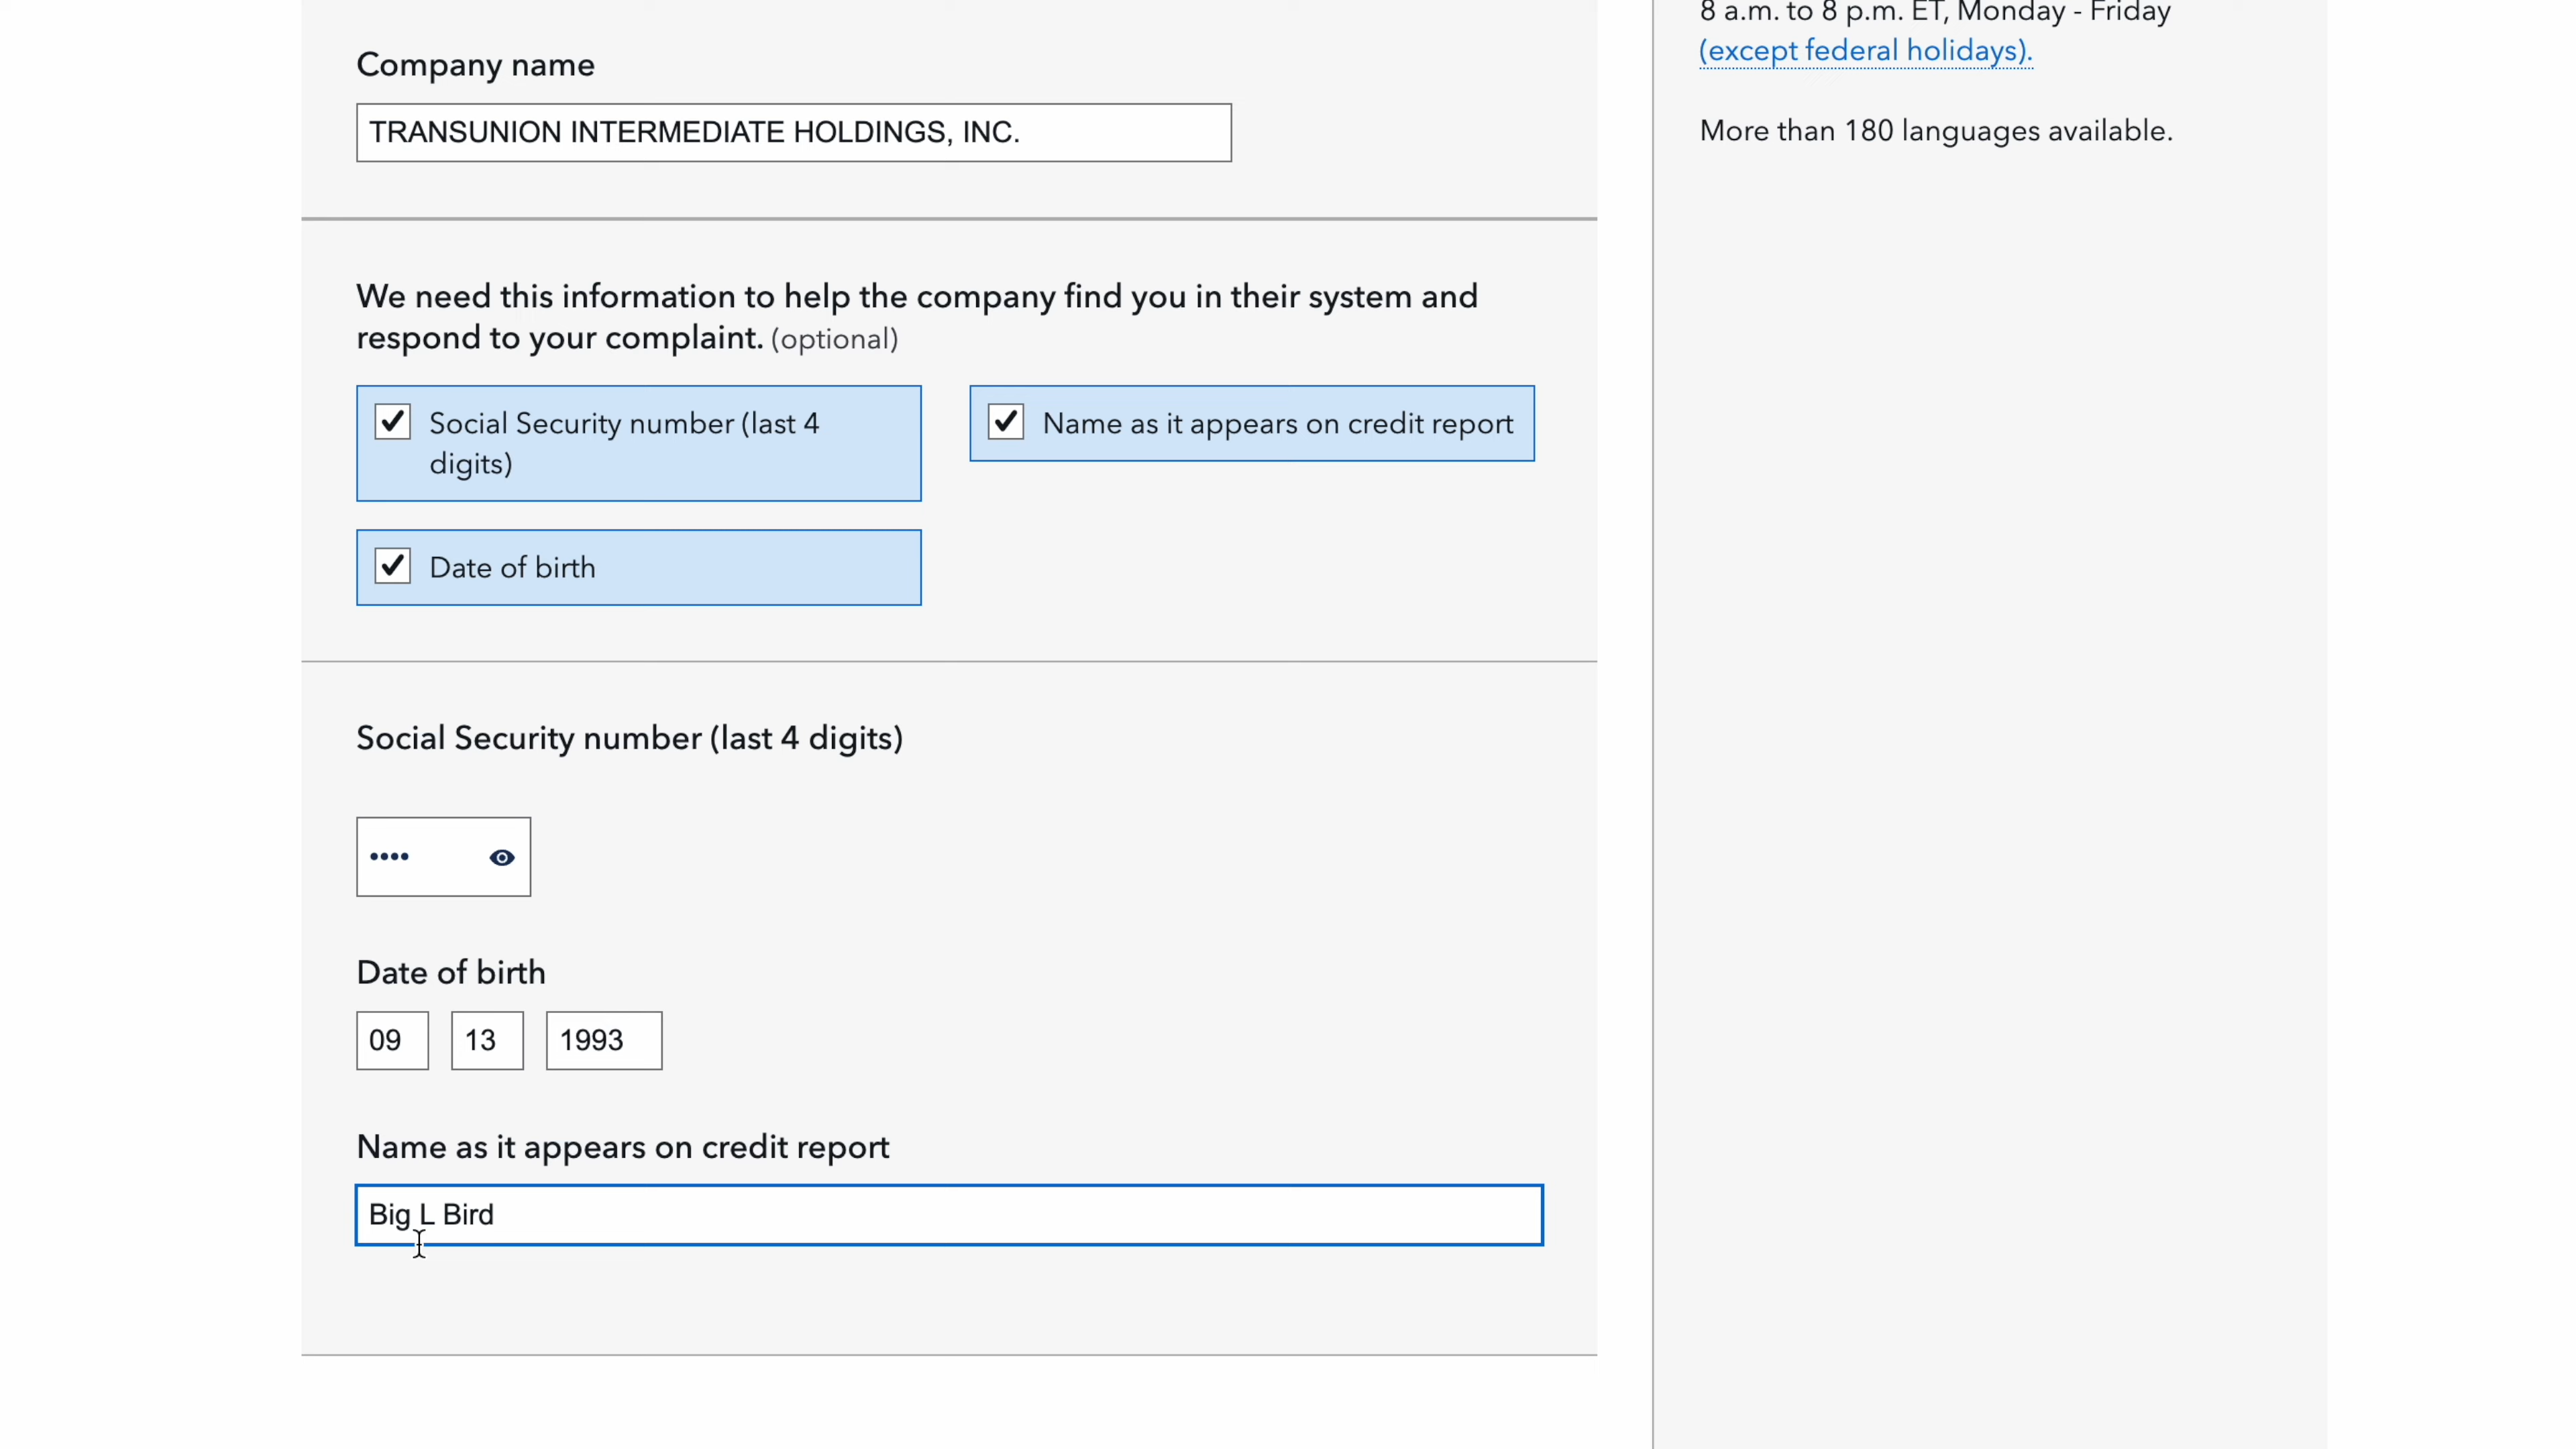 8 a.m. to 8 p.m. ET, Monday - Friday
(except federal holidays).
More than 180 languages available.
Company name
TRANSUNION INTERMEDIATE HOLDINGS, INC.
We need this information to help the company find you in their system and
respond to your complaint. (optional)
Social Security number (last 4
digits)
Name as it appears on credit report
Date of birth
Social Security number (last 4 digits)
••••
Date of birth
09 13 1993
Name as it appears on credit report
Big L Bird